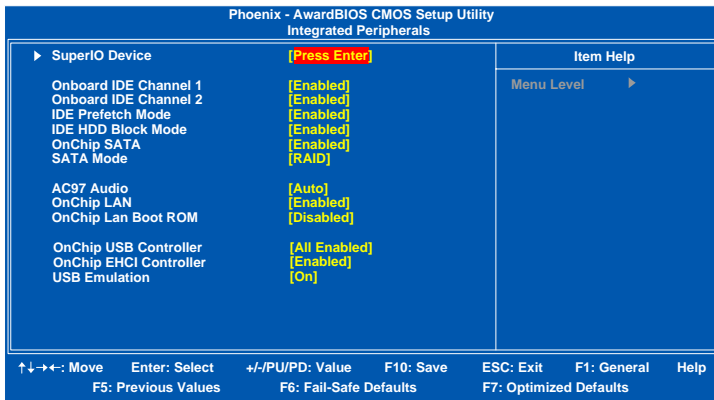 Phoenix - AwardBIOS CMOS Setup Utility
Integrated Peripherals
SuperIO Device [Press Enter]
Item Help
Menu Level
Onboard IDE Channel 1 [Enabled]
Onboard IDE Channel 2 [Enabled]
IDE Prefetch Mode [Enabled]
IDE HDD Block Mode [Enabled]
OnChip SATA [Enabled]
SATA Mode [RAID]
AC97 Audio [Auto]
OnChip LAN [Enabled]
OnChip Lan Boot ROM [Disabled]
OnChip USB Controller [All Enabled]
OnChip EHCI Controller [Enabled]
USB Emulation [On]
↑↓→←: Move Enter: Select +/-/PU/PD: Value F10: Save ESC: Exit F1: General Help
F5: Previous Values F6: Fail-Safe Defaults F7: Optimized Defaults